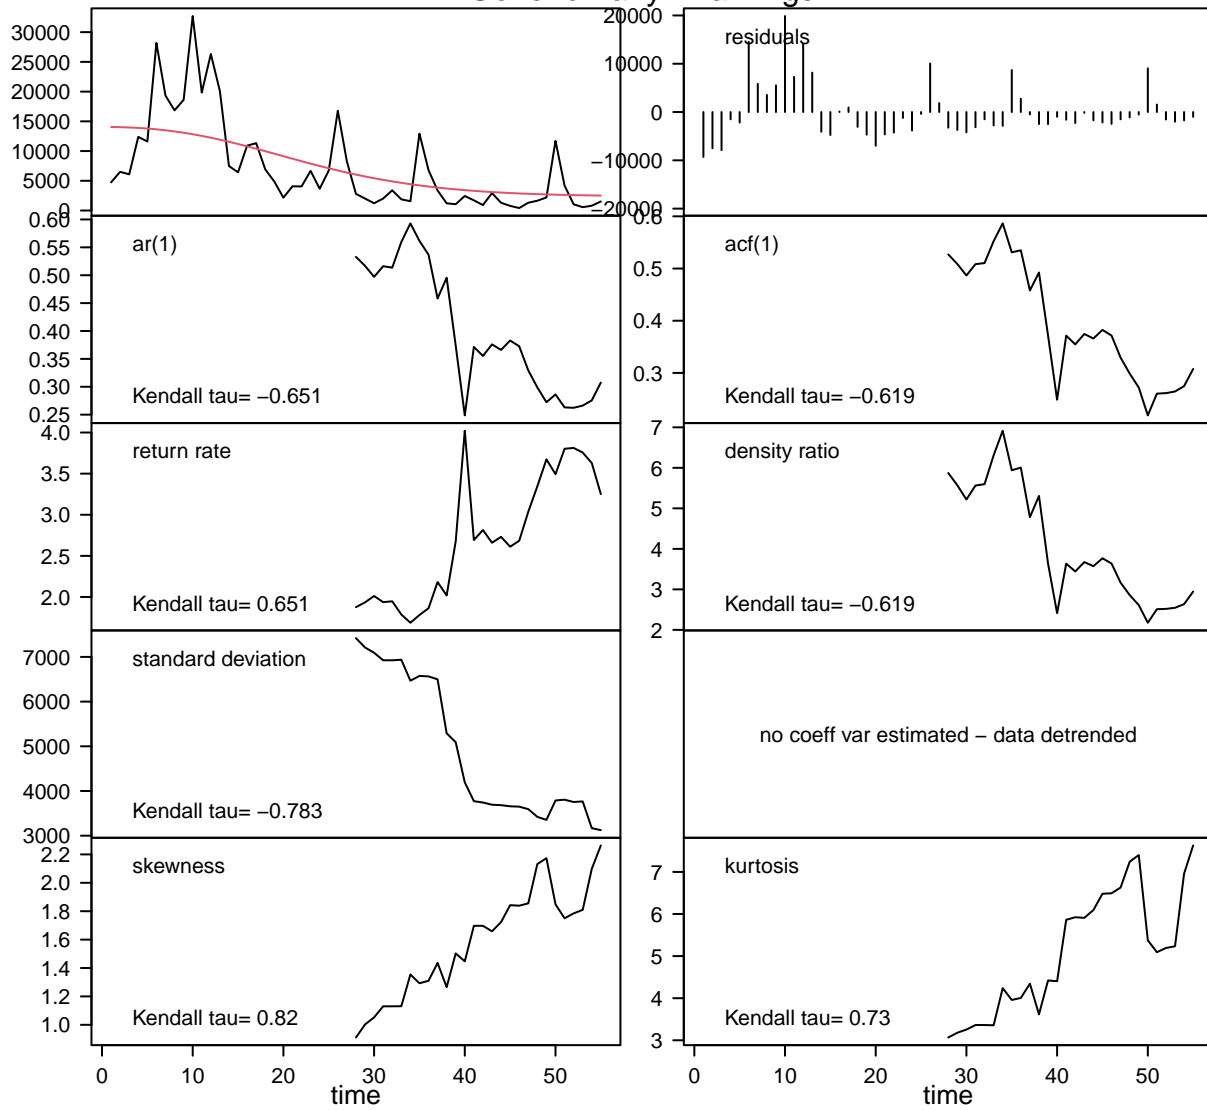 30000
25000
20000
15000
10000
5000
0
residuals
20000
10000
0
−10000
−20000
ar(1)
Kendall tau= −0.651
0.60
0.55
0.50
0.45
0.40
0.35
0.30
0.25
acf(1)
Kendall tau= −0.619
0.6
0.5
0.4
0.3
return rate
Kendall tau= 0.651
4.0
3.5
3.0
2.5
2.0
density ratio
Kendall tau= −0.619
7
6
5
4
3
2
standard deviation
Kendall tau= −0.783
7000
6000
5000
4000
3000
no coeff var estimated − data detrended
skewness
Kendall tau= 0.82
2.2
2.0
1.8
1.6
1.4
1.2
1.0
kurtosis
Kendall tau= 0.73
7
6
5
4
3
0 10 20 30 40 50
time
0 10 20 30 40 50
time